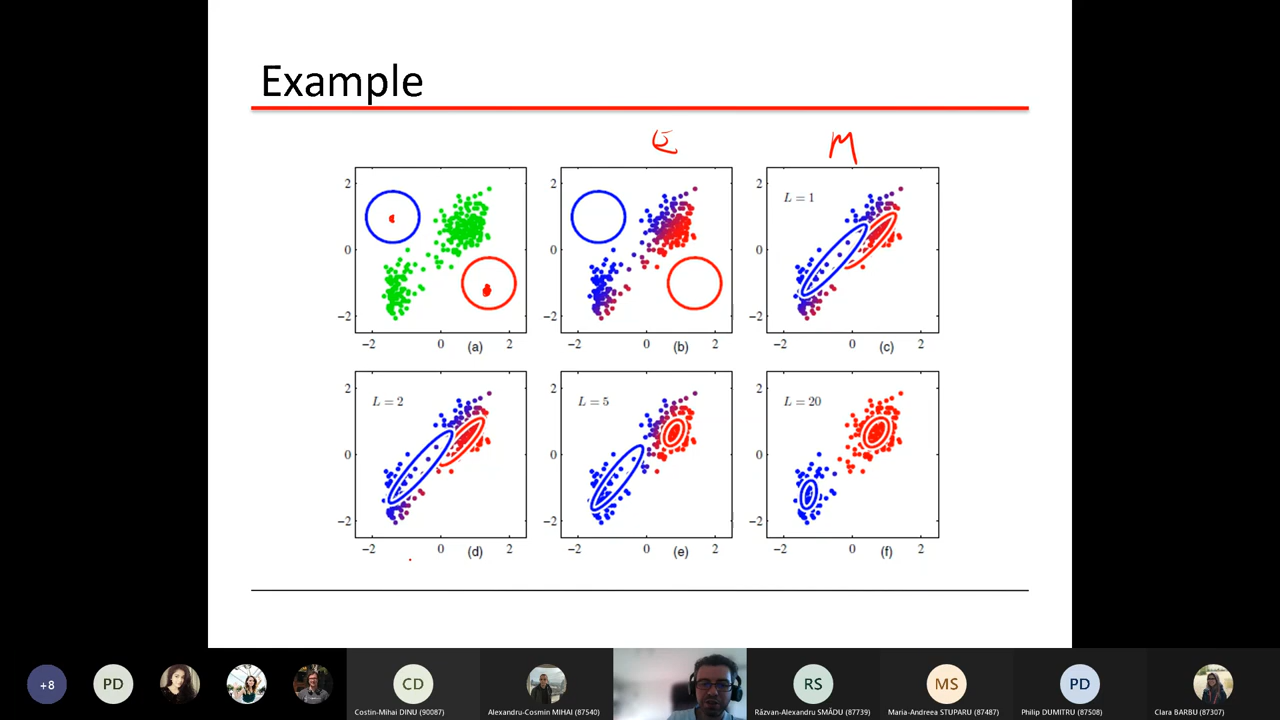 Example
E M
2
0
−2
−2 0 (a) 2
−2 0 (b) 2
L = 1
2
0
−2
−2 0 (c) 2
L = 2
2
0
−2
−2 0 (d) 2
L = 5
2
0
−2
−2 0 (e) 2
L = 20
2
0
−2
−2 0 (f) 2
+8
PD
CD
Costin-Mihai DINU (90087)
Alexandru-Cosmin MIHAI (87540)
RS
Răzvan-Alexandru SMĂDU (87739)
MS
Maria-Andreea STUPARU (87487)
PD
Philip DUMITRU (87508)
Clara BARBU (87307)